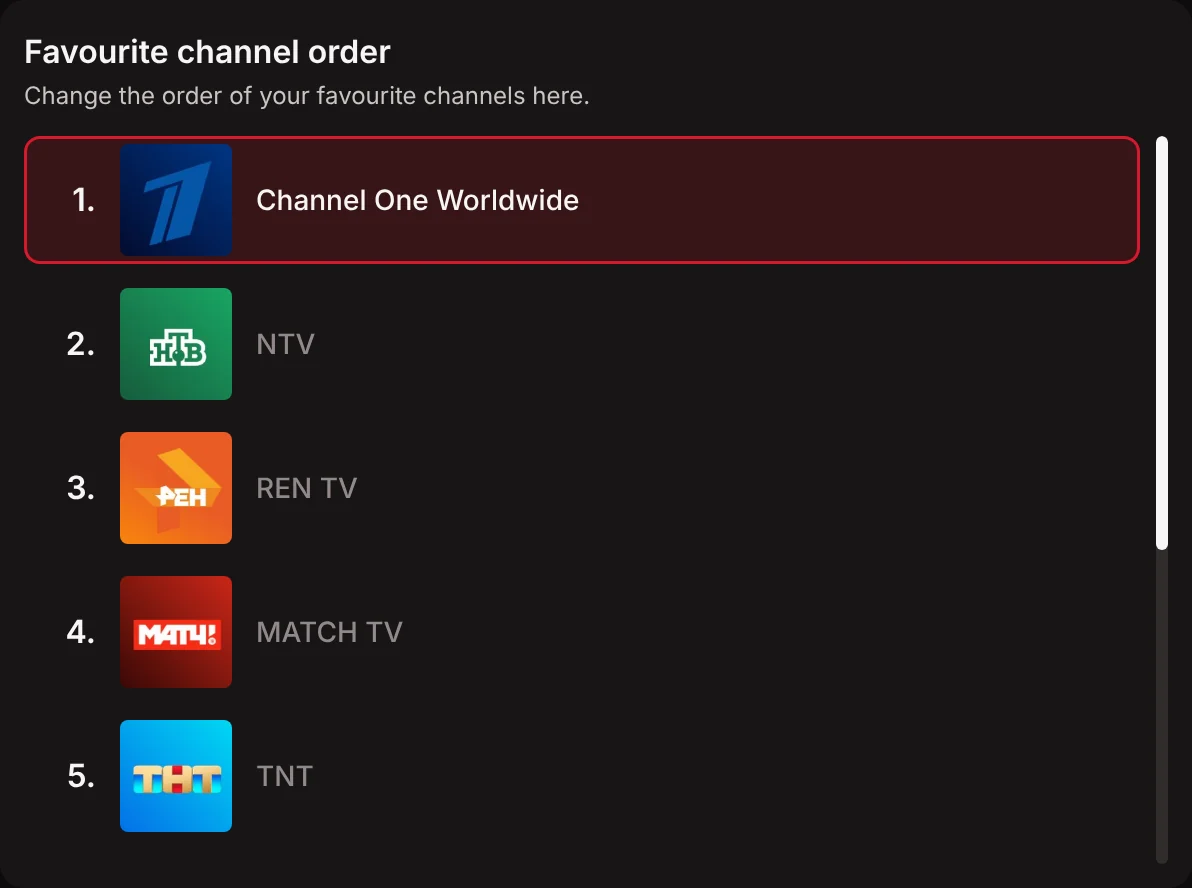 Favourite channel order
Change the order of your favourite channels here.
1. Channel One Worldwide
2. НТВ NTV
3. РЕН REN TV
4. МАТЧ! MATCH TV
5. ТНТ TNT